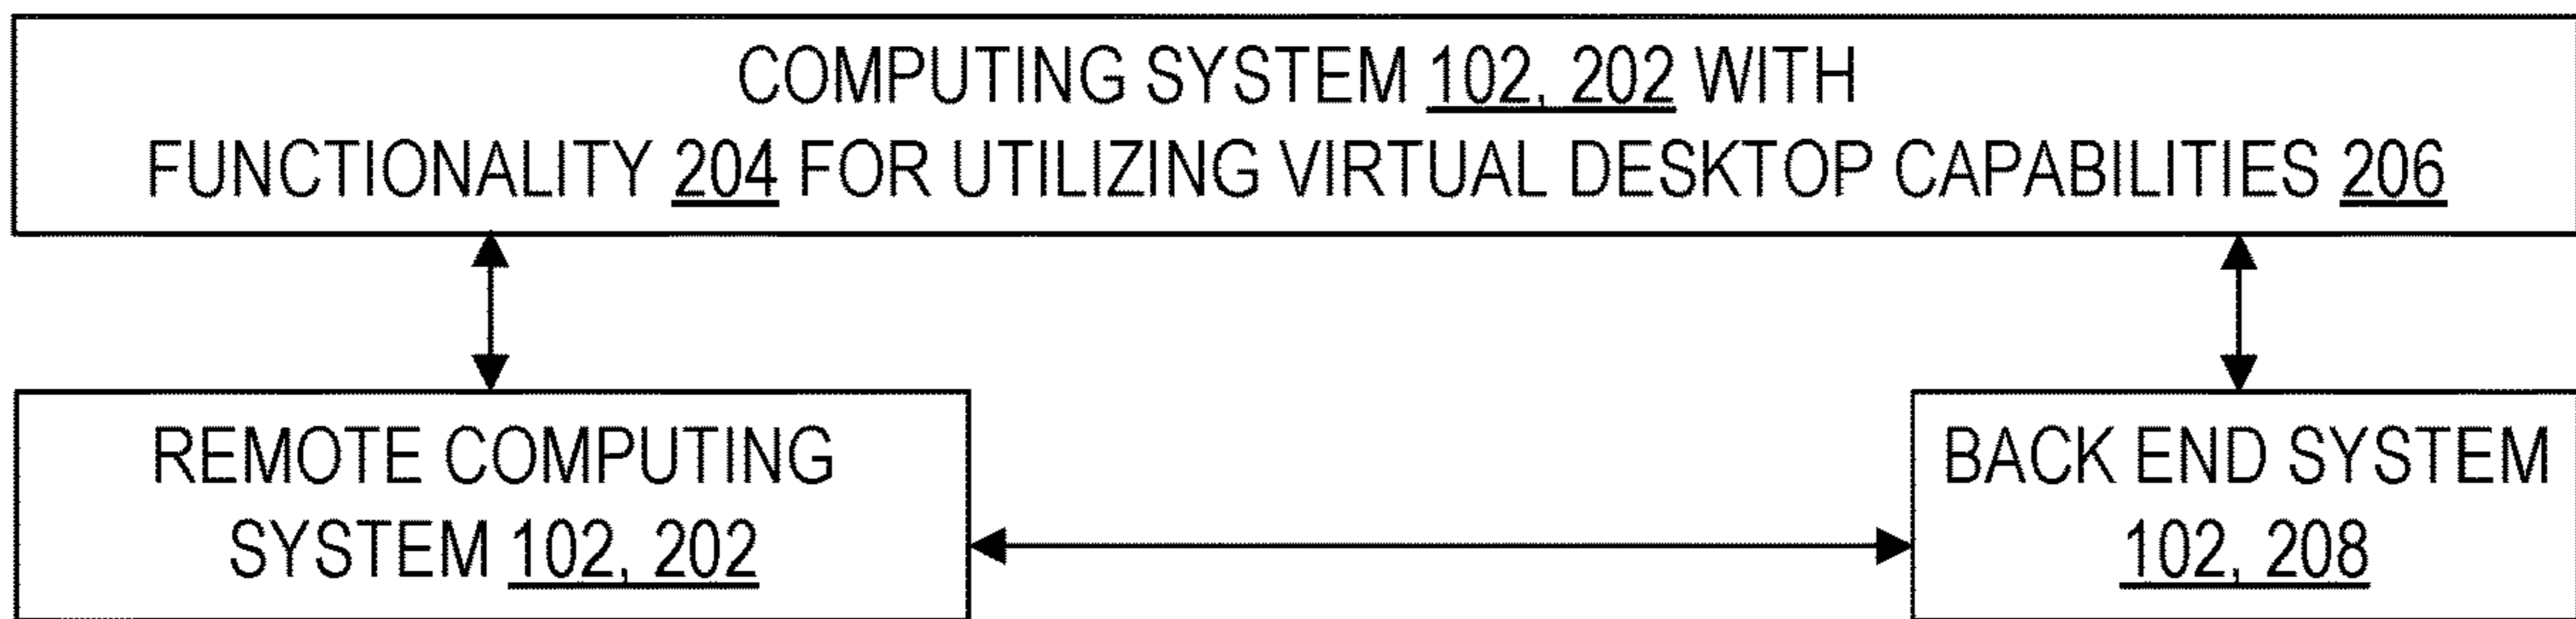 COMPUTING SYSTEM 102, 202 WITH
FUNCTIONALITY 204 FOR UTILIZING VIRTUAL DESKTOP CAPABILITIES 206
REMOTE COMPUTING
SYSTEM 102, 202
BACK END SYSTEM
102, 208